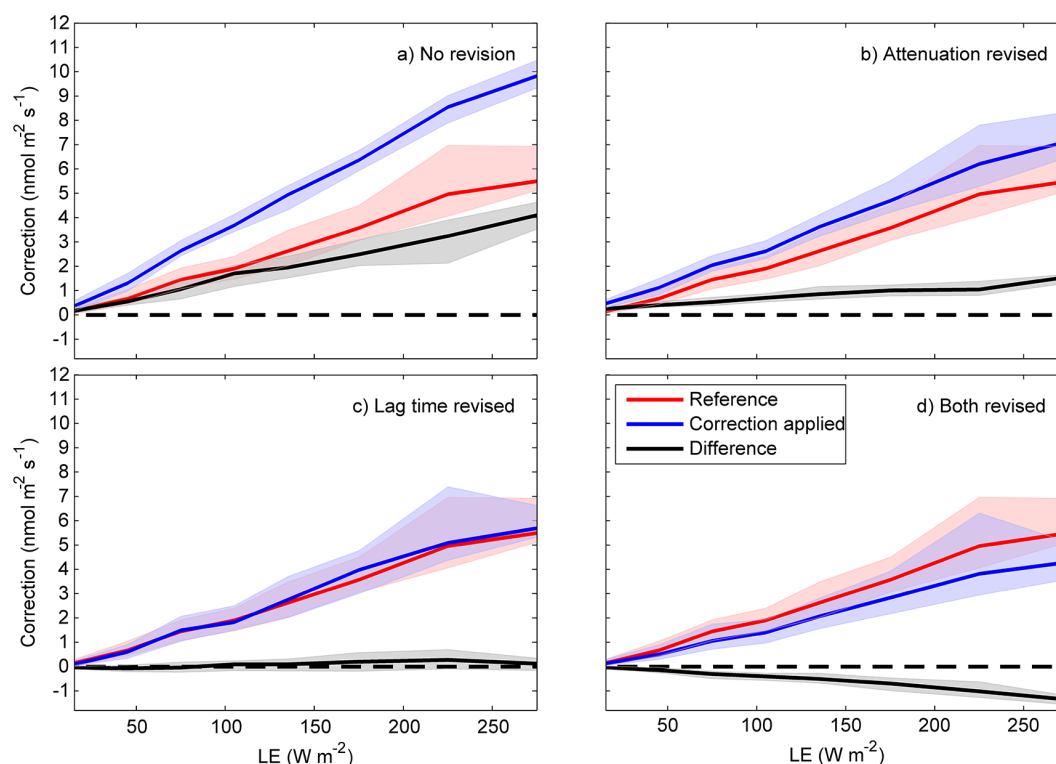 12
11
10
9
8
7
6
5
4
3
2
1
0
-1
Correction (nmol m⁻² s⁻¹)
a) No revision
b) Attenuation revised
12
11
10
9
8
7
6
5
4
3
2
1
0
-1
Correction (nmol m⁻² s⁻¹)
c) Lag time revised
50 100 150 200 250
LE (W m⁻²)
Reference
Correction applied
Difference
d) Both revised
50 100 150 200 250
LE (W m⁻²)